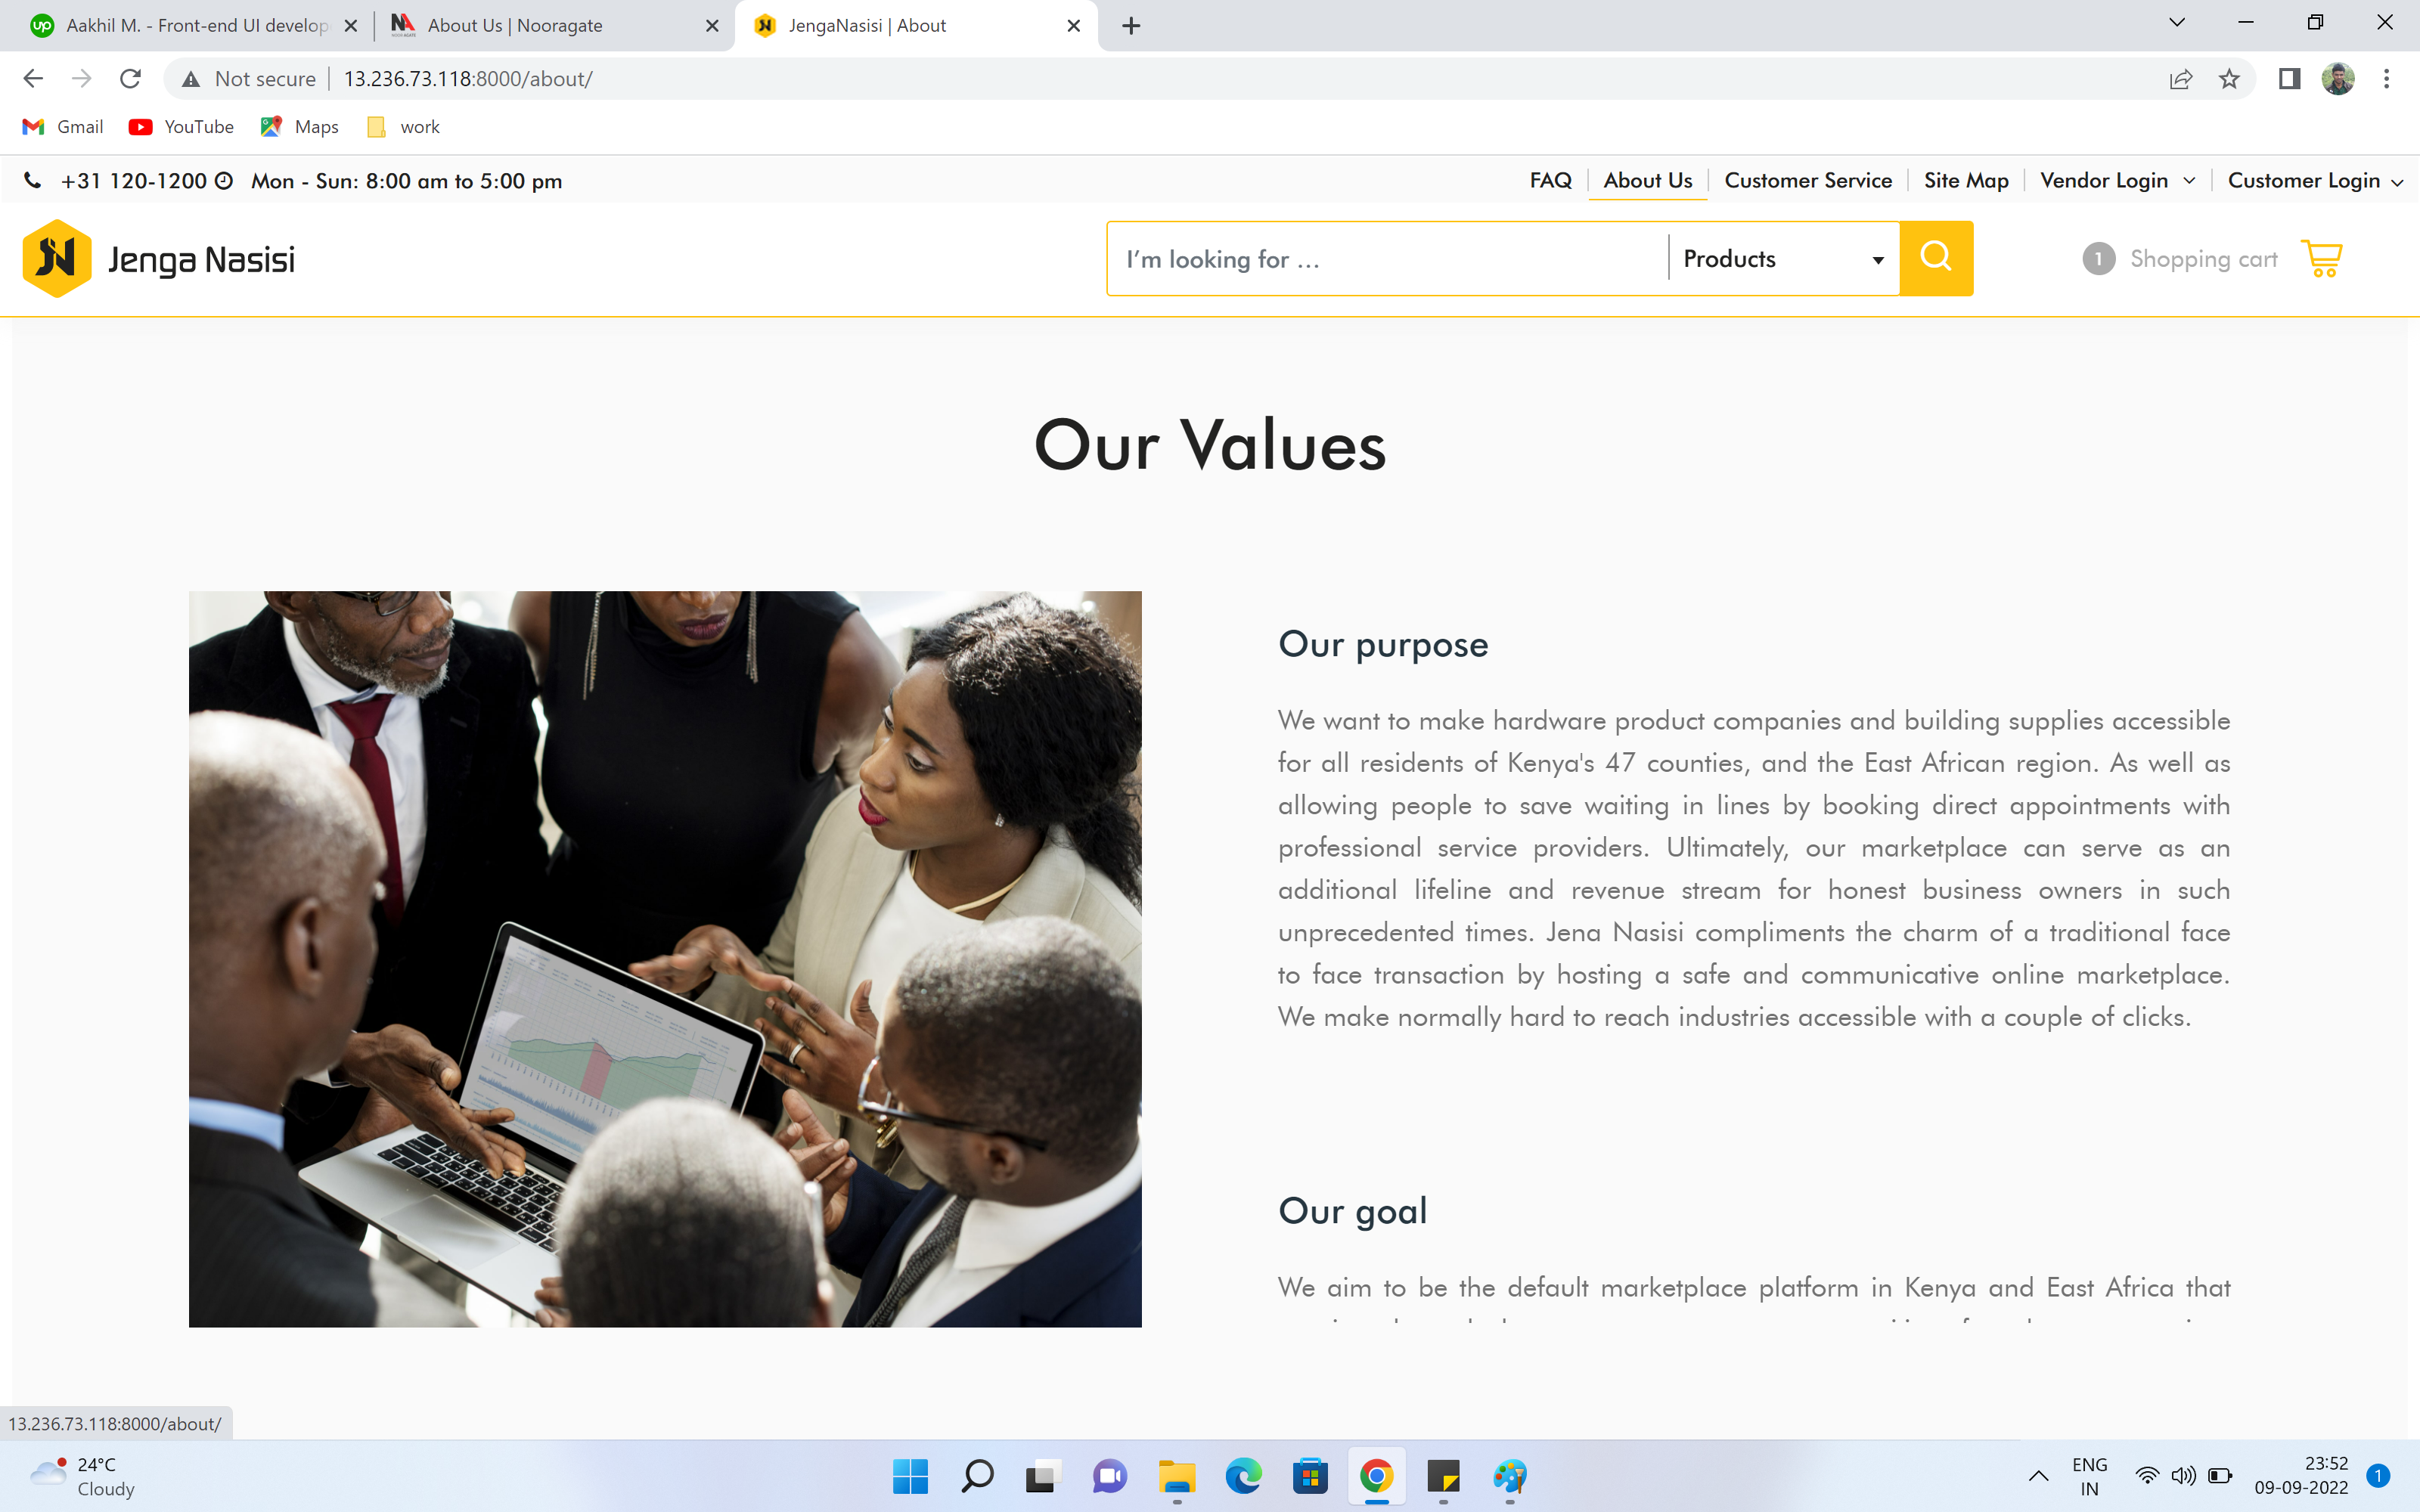 Aakhil M. - Front-end UI develop
About Us | Nooragate
JengaNasisi | About
Not secure
13.236.73.118:8000/about/
Gmail
YouTube
Maps
work
+31 120-1200
Mon - Sun: 8:00 am to 5:00 pm
FAQ
About Us
Customer Service
Site Map
Vendor Login
Customer Login
Jenga Nasisi
I'm looking for ...
Products
1
Shopping cart
Our Values
Our purpose
We want to make hardware product companies and building supplies accessible
for all residents of Kenya's 47 counties, and the East African region. As well as
allowing people to save waiting in lines by booking direct appointments with
professional service providers. Ultimately, our marketplace can serve as an
additional lifeline and revenue stream for honest business owners in such
unprecedented times. Jena Nasisi compliments the charm of a traditional face
to face transaction by hosting a safe and communicative online marketplace.
We make normally hard to reach industries accessible with a couple of clicks.
Our goal
We aim to be the default marketplace platform in Kenya and East Africa that
13.236.73.118:8000/about/
24°C
Cloudy
ENG
IN
23:52
09-09-2022
1